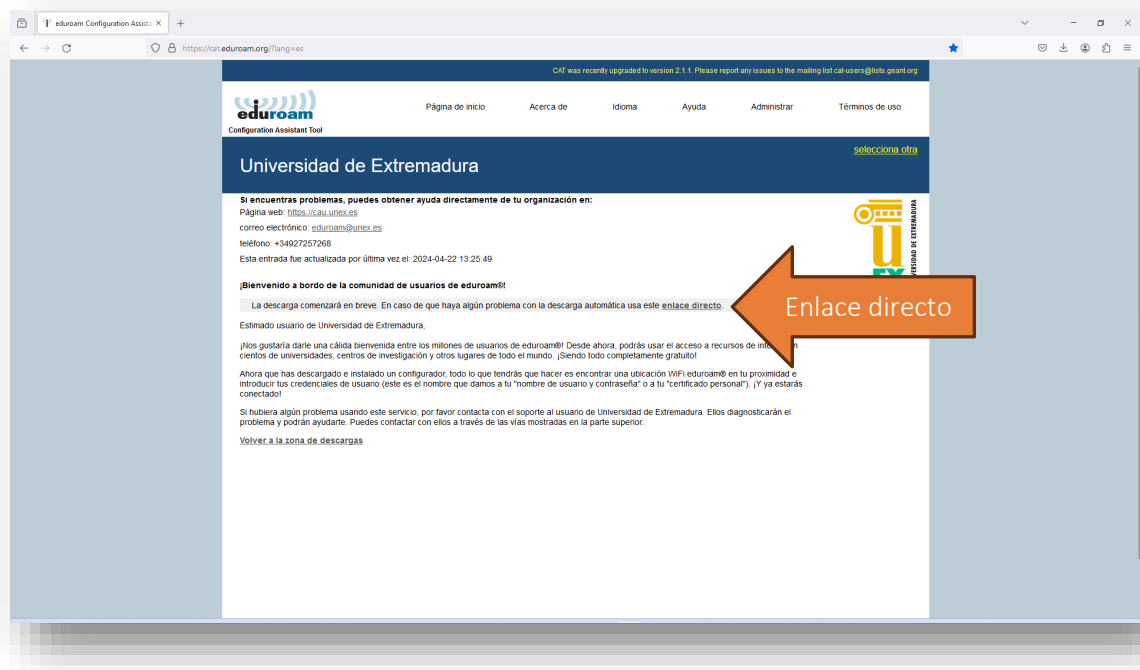 eduroam Configuration Assista
https://cat.eduroam.org/?lang=es
CAT was recently upgraded to version 2.1.1. Please report any issues to the mailing list cat-users@lists.geant.org
eduroam
Configuration Assistant Tool
Página de inicio Acerca de Idioma Ayuda Administrar Términos de uso
selecciona otra
Universidad de Extremadura
Si encuentras problemas, puedes obtener ayuda directamente de tu organización en:
Página web: https://cau.unex.es
correo electrónico: eduroam@unex.es
teléfono: +34927257268
Esta entrada fue actualizada por última vez el: 2024-04-22 13:25:49
¡Bienvenido a bordo de la comunidad de usuarios de eduroam®!
La descarga comenzará en breve. En caso de que haya algún problema con la descarga automática usa este enlace directo.
Enlace directo
Estimado usuario de Universidad de Extremadura,
¡Nos gustaría darle una cálida bienvenida entre los millones de usuarios de eduroam®! Desde ahora, podrás usar el acceso a recursos de
cientos de universidades, centros de investigación y otros lugares de todo el mundo. ¡Siendo todo completamente gratuito!
Ahora que has descargado e instalado un configurador, todo lo que tendrás que hacer es encontrar una ubicación WiFi eduroam® en tu proximidad e
introducir tus credenciales de usuario (este es el nombre que damos a tu "nombre de usuario y contraseña" o a tu "certificado personal"). ¡Y ya estarás
conectado!
Si hubiera algún problema usando este servicio, por favor contacta con el soporte al usuario de Universidad de Extremadura. Ellos diagnosticarán el
problema y podrán ayudarte. Puedes contactar con ellos a través de las vías mostradas en la parte superior.
Volver a la zona de descargas